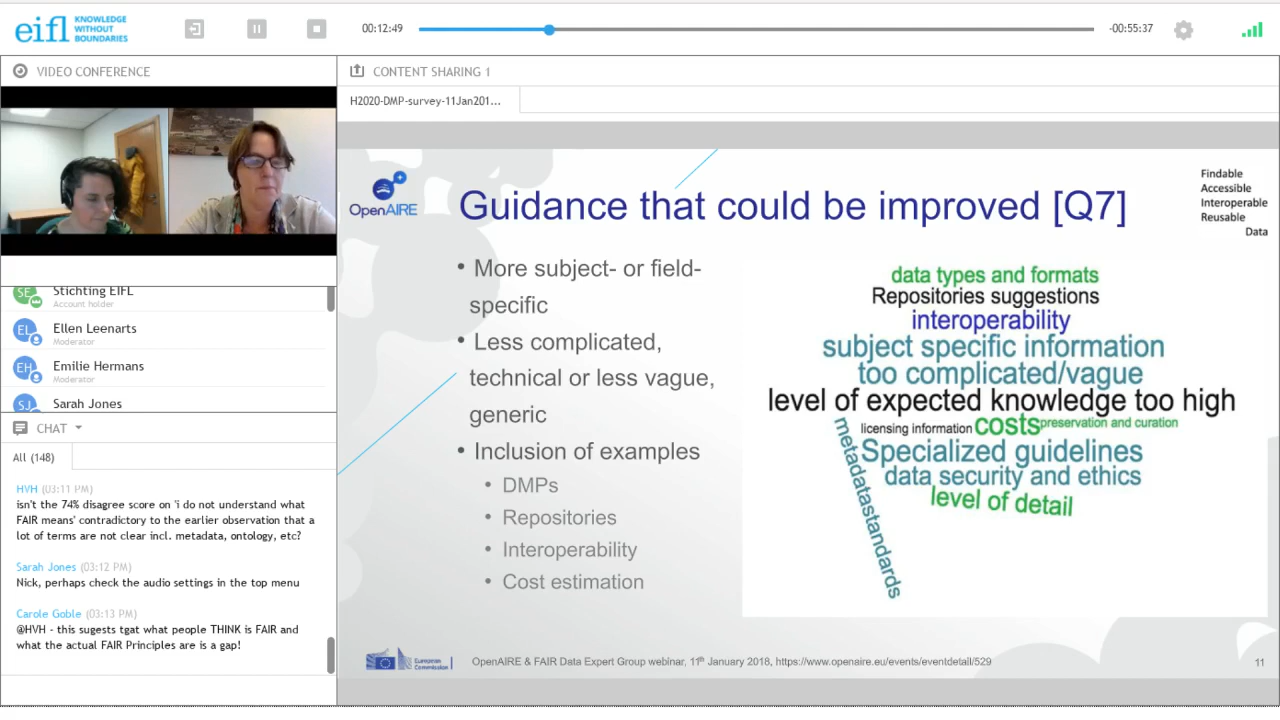 eifl KNOWLEDGE
WITHOUT
BOUNDARIES
00:12:49
-00:55:37
VIDEO CONFERENCE
SE Stichting EIFL
Account holder
EL Ellen Leenarts
Moderator
EH Emilie Hermans
Moderator
SJ Sarah Jones
CHAT
All (148)
HVH (03:11 PM)
isn't the 74% disagree score on 'i do not understand what
FAIR means' contradictory to the earlier observation that a
lot of terms are not clear incl. metadata, ontology, etc?
Sarah Jones (03:12 PM)
Nick, perhaps check the audio settings in the top menu
Carole Goble (03:13 PM)
@HVH - this sugests tgat what people THINK is FAIR and
what the actual FAIR Principles are is a gap!
CONTENT SHARING 1
H2020-DMP-survey-11Jan201...
OpenAIRE
Guidance that could be improved [Q7]
Findable
Accessible
Interoperable
Reusable
Data
• More subject- or field-
specific
• Less complicated,
technical or less vague,
generic
• Inclusion of examples
• DMPs
• Repositories
• Interoperability
• Cost estimation
data types and formats
Repositories suggestions
interoperability
subject specific information
too complicated/vague
level of expected knowledge too high
licensing information costs preservation and curation
metadatastandards
Specialized guidelines
data security and ethics
level of detail
European
Commission
OpenAIRE & FAIR Data Expert Group webinar, 11th January 2018, https://www.openaire.eu/events/eventdetail/529
11